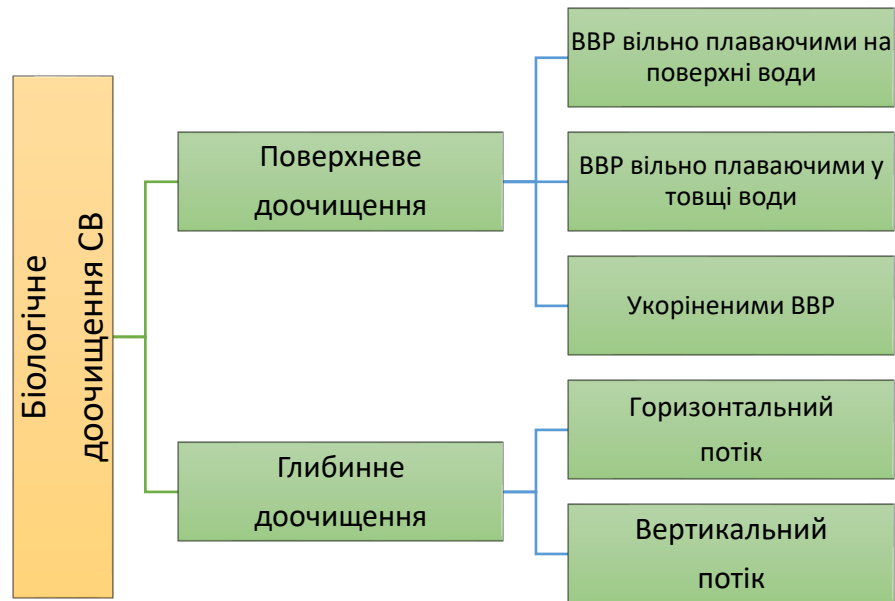 Біологічне
доочищення СВ
Поверхневе
доочищення
Глибинне
доочищення
ВВР вільно плаваючими на
поверхні води
ВВР вільно плаваючими у
товщі води
Укоріненими ВВР
Горизонтальний
потік
Вертикальний
потік